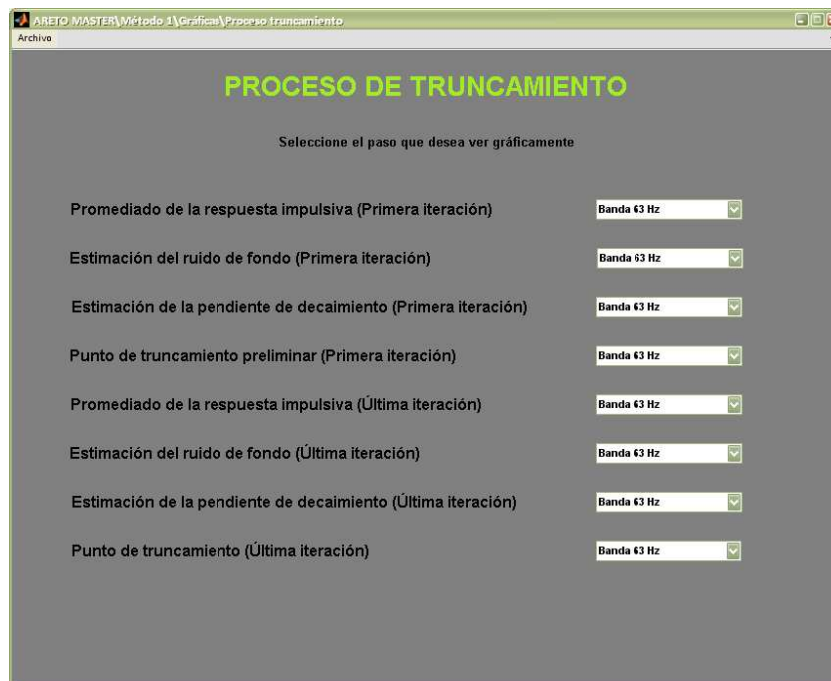 ARETO MASTER\Método 1\Gráficas\Proceso truncamiento
Archivo
PROCESO DE TRUNCAMIENTO
Seleccione el paso que desea ver gráficamente
Promediado de la respuesta impulsiva (Primera iteración) Banda 63 Hz
Estimación del ruido de fondo (Primera iteración) Banda 63 Hz
Estimación de la pendiente de decaimiento (Primera iteración) Banda 63 Hz
Punto de truncamiento preliminar (Primera iteración) Banda 63 Hz
Promediado de la respuesta impulsiva (Última iteración) Banda 63 Hz
Estimación del ruido de fondo (Última iteración) Banda 63 Hz
Estimación de la pendiente de decaimiento (Última iteración) Banda 63 Hz
Punto de truncamiento (Última iteración) Banda 63 Hz